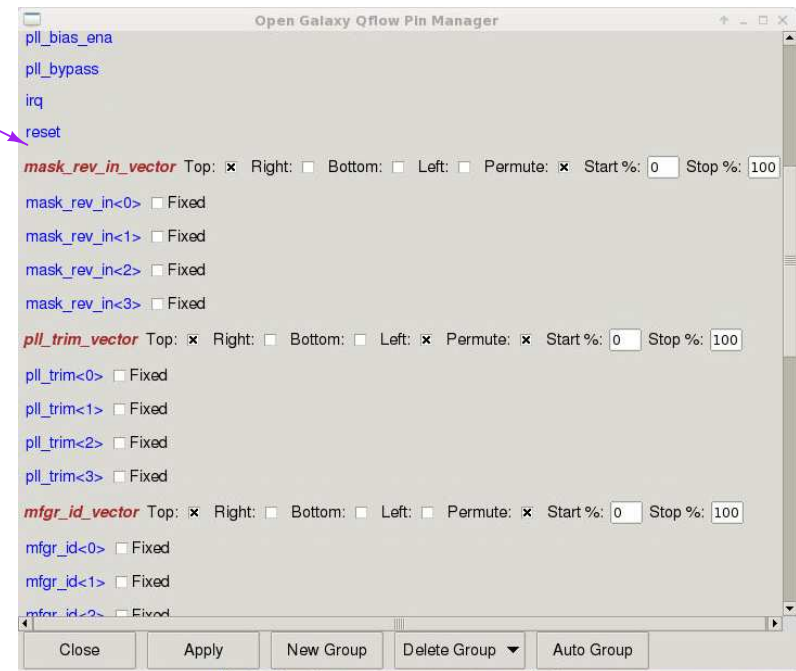 Open Galaxy Qflow Pin Manager
pll_bias_ena
pll_bypass
irq
reset
mask_rev_in_vector Top: Right: Bottom: Left: Permute: Start %: 0 Stop %: 100
mask_rev_in<0> Fixed
mask_rev_in<1> Fixed
mask_rev_in<2> Fixed
mask_rev_in<3> Fixed
pll_trim_vector Top: Right: Bottom: Left: Permute: Start %: 0 Stop %: 100
pll_trim<0> Fixed
pll_trim<1> Fixed
pll_trim<2> Fixed
pll_trim<3> Fixed
mfgr_id_vector Top: Right: Bottom: Left: Permute: Start %: 0 Stop %: 100
mfgr_id<0> Fixed
mfgr_id<1> Fixed
mfgr_id<2> Fixed
Close Apply New Group Delete Group Auto Group